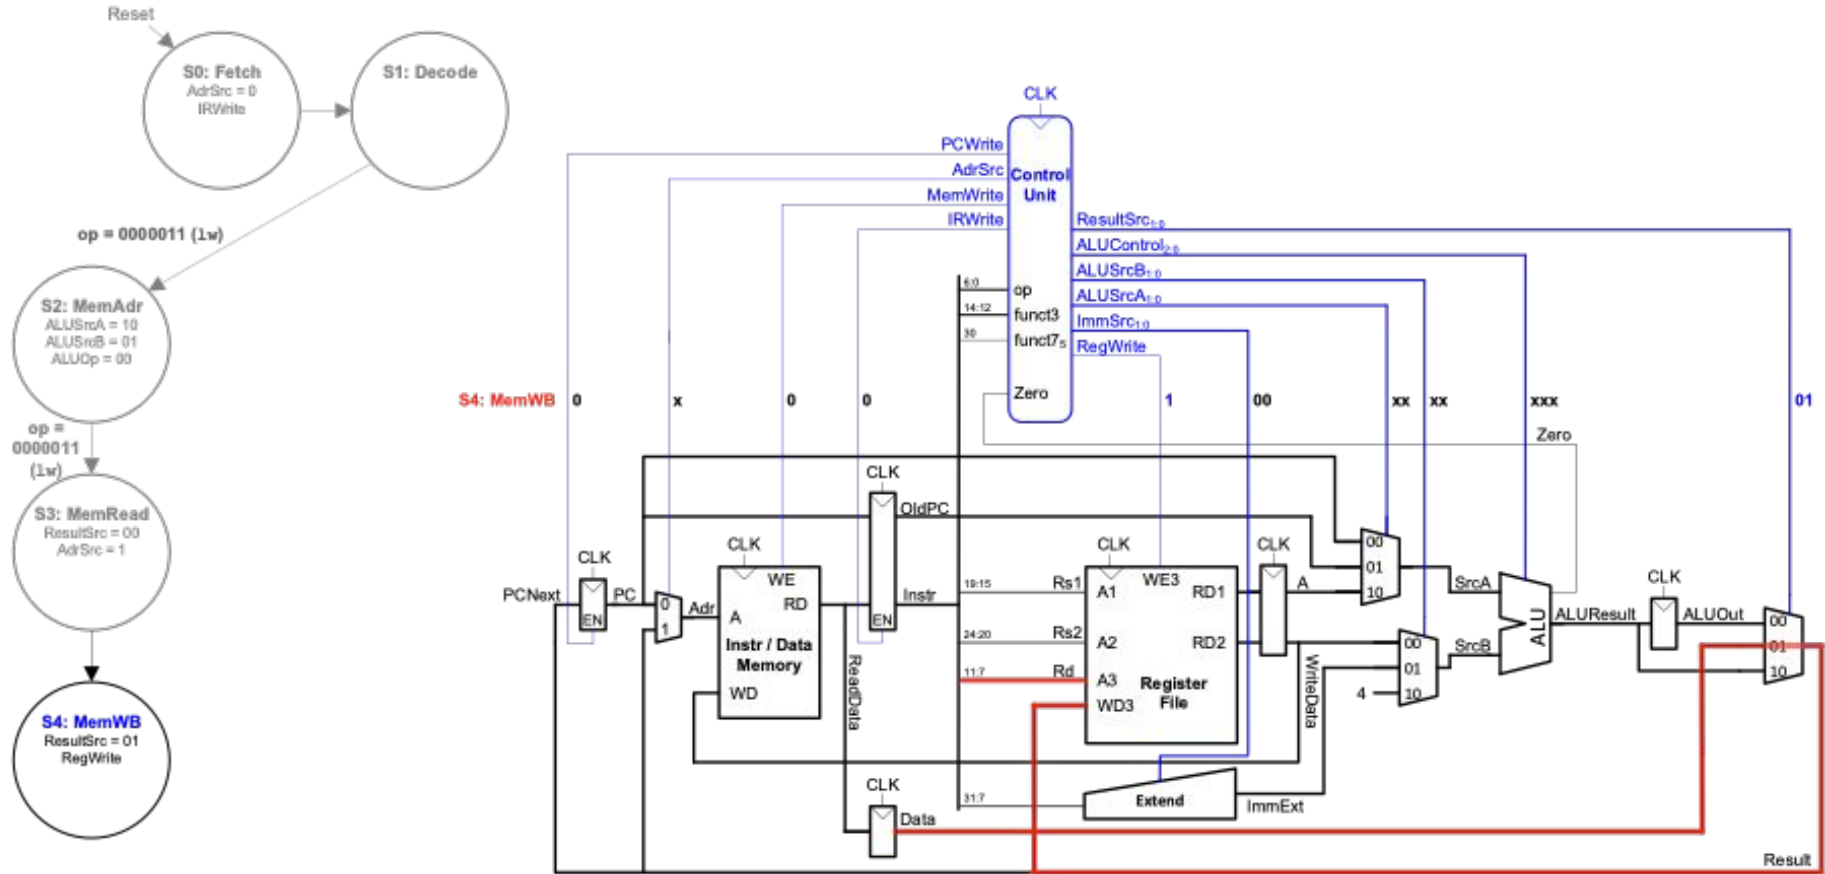 Reset
S0: Fetch
AdrSrc = 0
IRWrite
S1: Decode
op = 0000011 (lw)
S2: MemAdr
ALUSrcA = 10
ALUSrcB = 01
ALUOp = 00
op =
0000011
(lw)
S3: MemRead
ResultSrc = 00
AdrSrc = 1
S4: MemWB
ResultSrc = 01
RegWrite
CLK
PCWrite
AdrSrc
MemWrite
IRWrite
Control
Unit
ResultSrc1:0
ALUControl2:0
ALUSrcB1:0
ALUSrcA1:0
ImmSrc1:0
RegWrite
6:0
op
14:12
funct3
30
funct75
Zero
S4: MemWB 0 x 0 0 1 00 xx xx xxx 01
Zero
CLK
OldPC
CLK
CLK
CLK
CLK
CLK
PCNext
PC
EN
0
1
Adr
WE
A
RD
Instr / Data
Memory
WD
EN
Instr
ReadData
19:15
Rs1
A1
WE3
RD1
24:20
Rs2
A2
RD2
11:7
Rd
A3
WD3
Register
File
A
WriteData
00
01
10
SrcA
00
01
10
4
SrcB
ALU
ALUResult
ALUOut
00
01
10
31:7
Extend
ImmExt
CLK
Data
Result